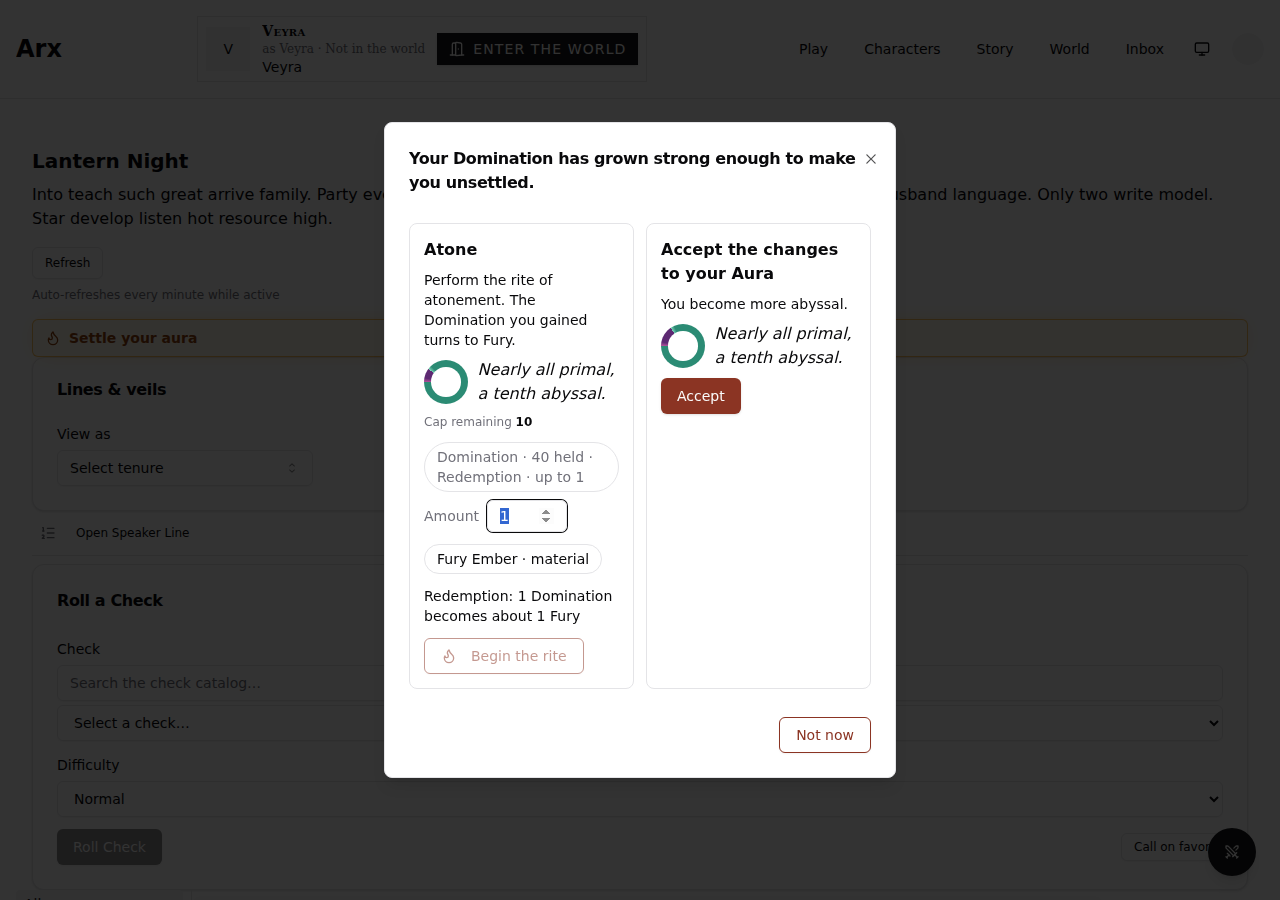 Arx
V
Veyra
as Veyra · Not in the world
Veyra
ENTER THE WORLD
Play
Characters
Story
World
Inbox
Lantern Night
Into teach such great arrive family. Party
usband language. Only two write model.
Star develop listen hot resource high.
Refresh
Auto-refreshes every minute while active
Settle your aura
Lines & veils
View as
Select tenure
Open Speaker Line
Roll a Check
Check
Search the check catalog...
Select a check...
Difficulty
Normal
Roll Check
Call on favor
Your Domination has grown strong enough to make
you unsettled.
Atone
Perform the rite of
atonement. The
Domination you gained
turns to Fury.
Nearly all primal,
a tenth abyssal.
Cap remaining 10
Domination · 40 held ·
Redemption · up to 1
Amount
1
Fury Ember · material
Redemption: 1 Domination
becomes about 1 Fury
Begin the rite
Accept the changes
to your Aura
You become more abyssal.
Nearly all primal,
a tenth abyssal.
Accept
Not now